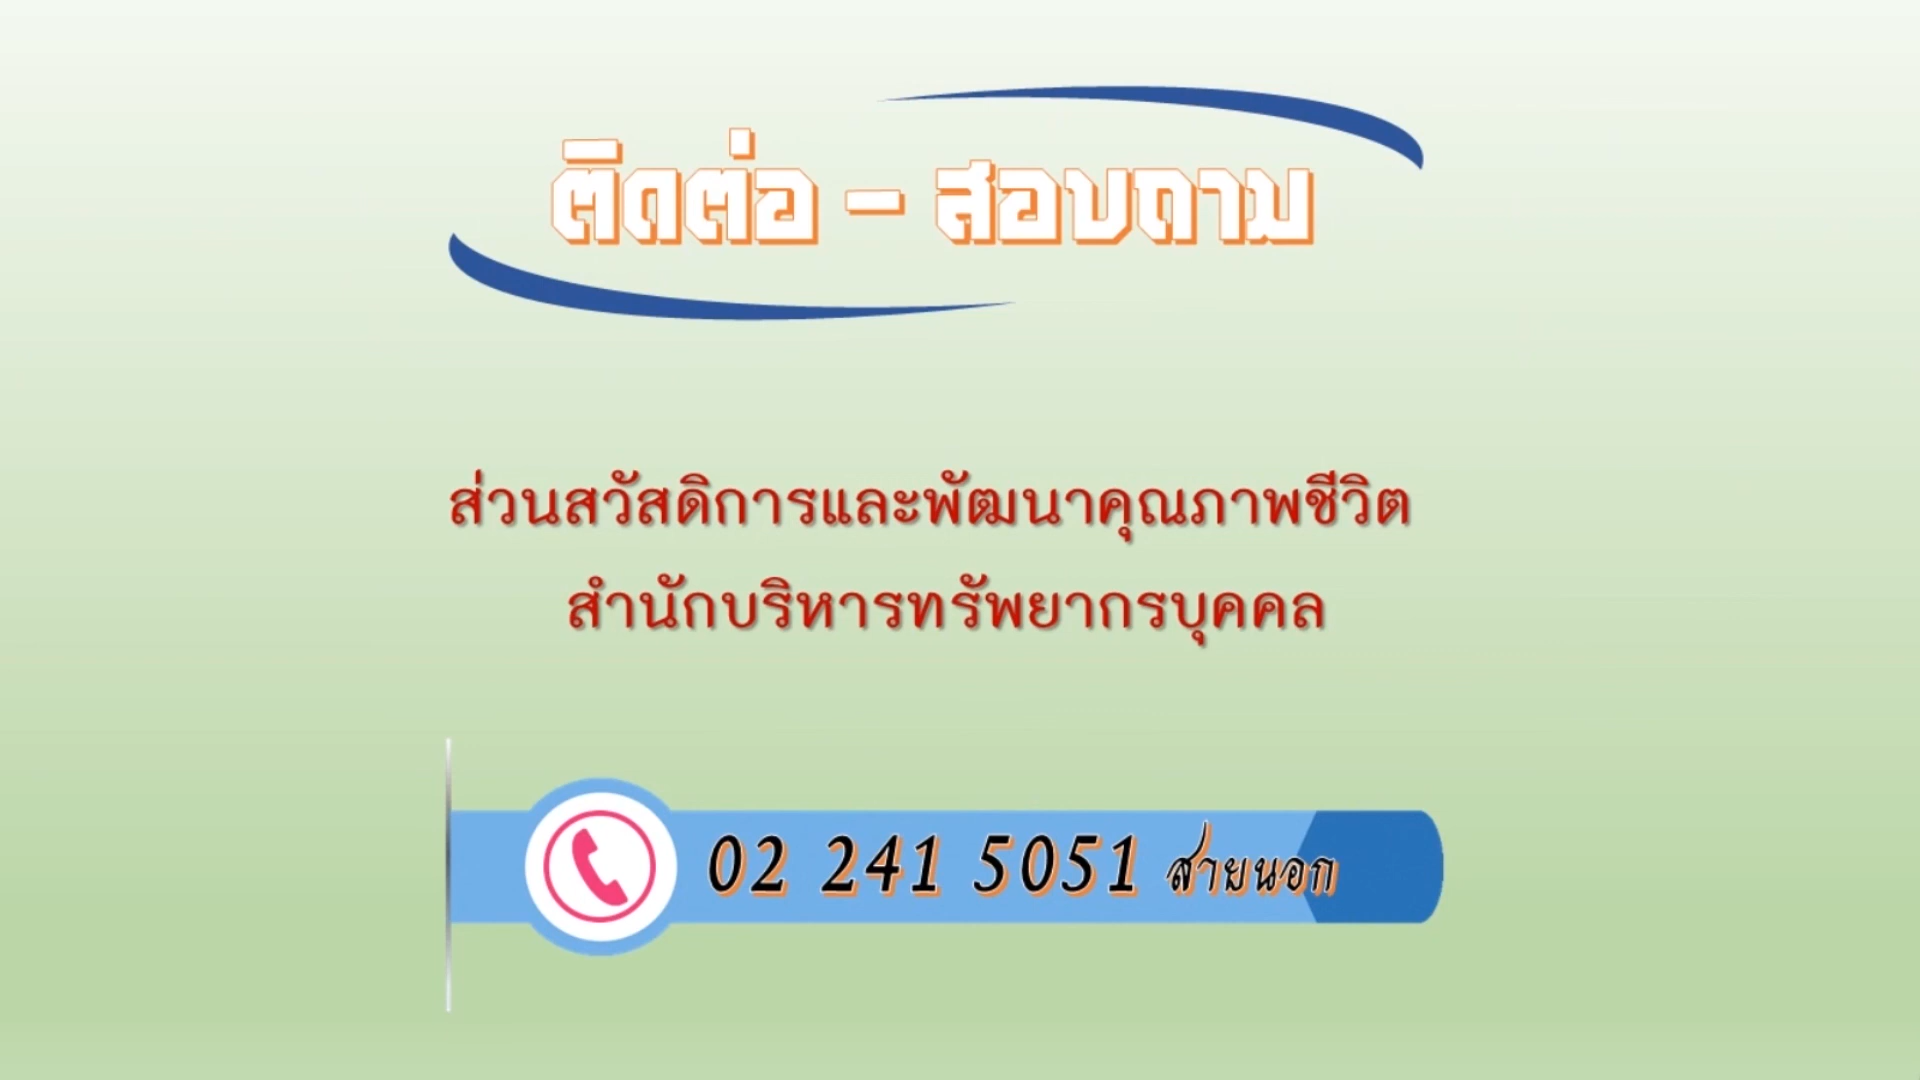 ติดต่อ - สอบถาม
ส่วนสวัสดิการและพัฒนาคุณภาพชีวิต
สำนักบริหารทรัพยากรบุคคล
02 241 5051 สายนอก